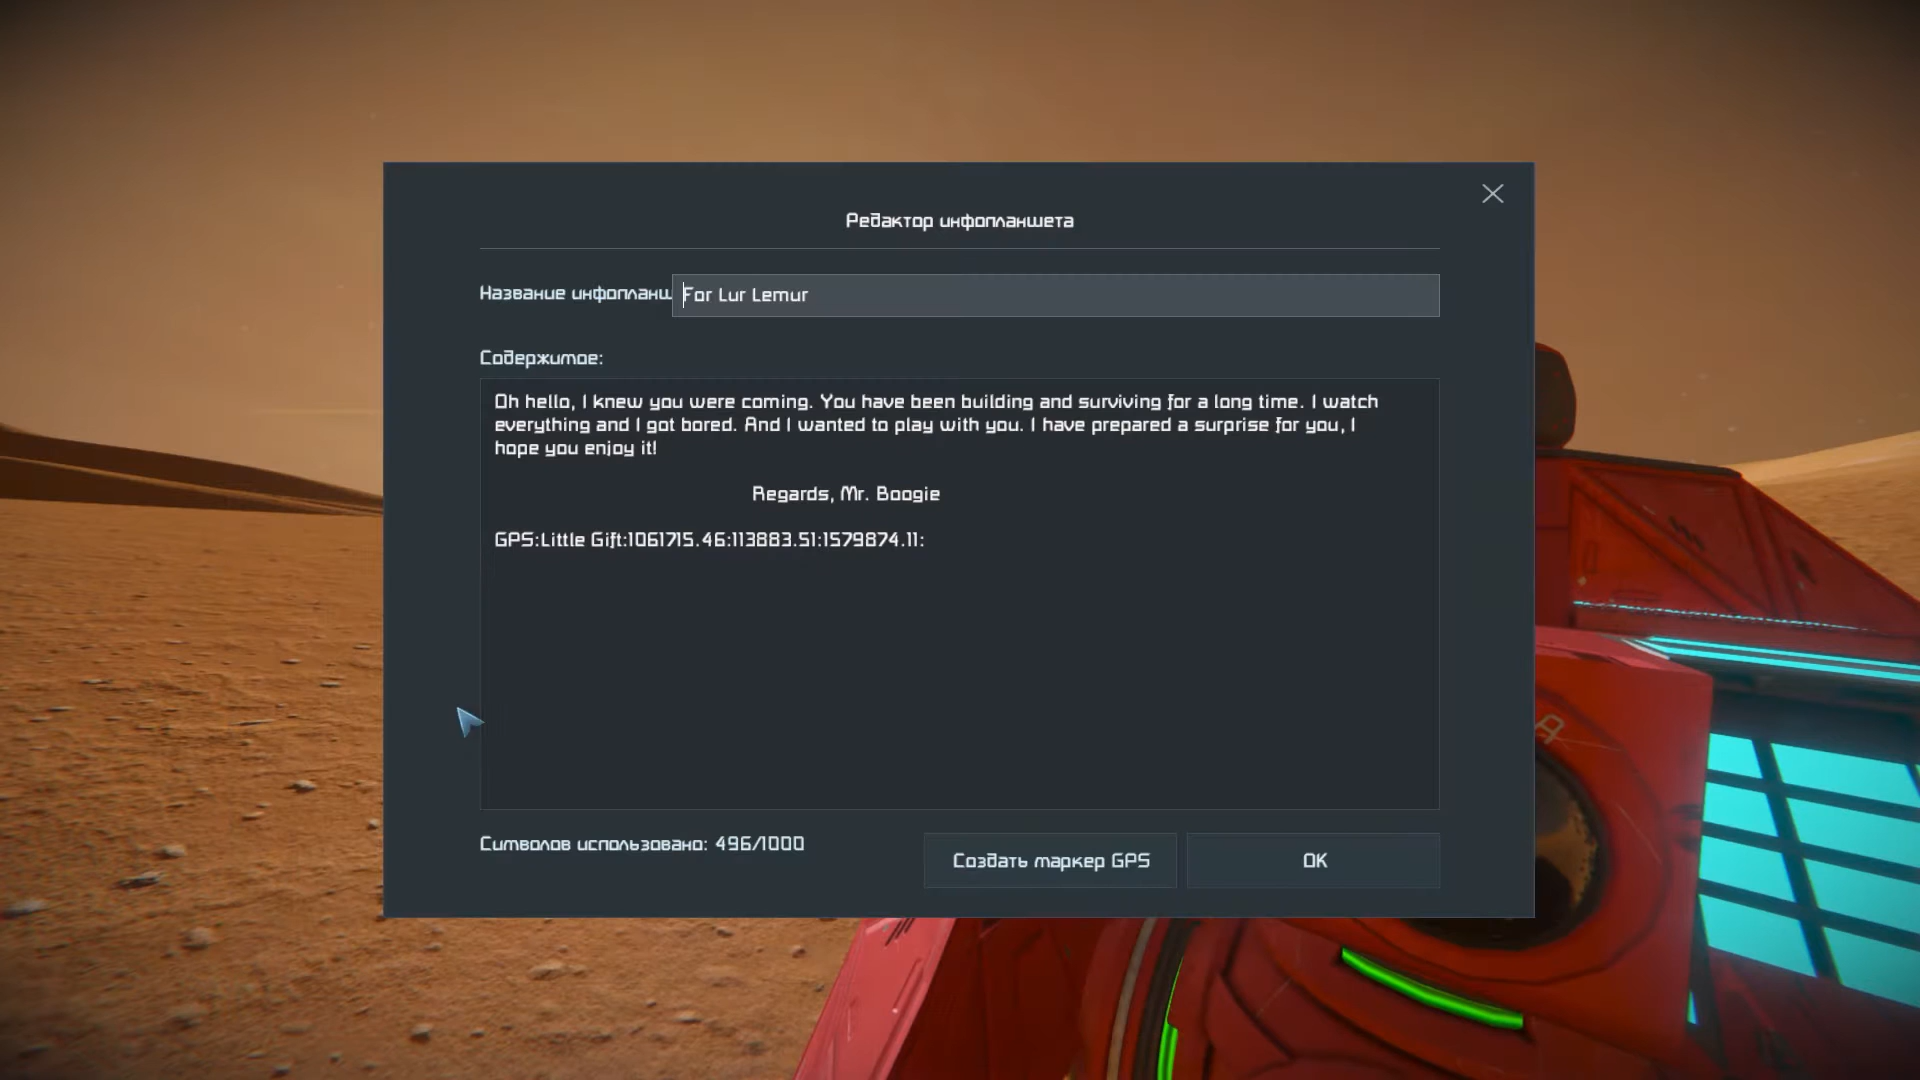 Редактор инфопланшета
Название инфопланш
For Lur Lemur
Содержимое:
Oh hello, I knew you were coming. You have been building and surviving for a long time. I watch
everything and I got bored. And I wanted to play with you. I have prepared a surprise for you, I
hope you enjoy it!
Regards, Mr. Boogie
GPS:Little Gift:1061715.46:113883.51:1579874.11:
Символов использовано: 496/1000
Создать маркер GPS
OK